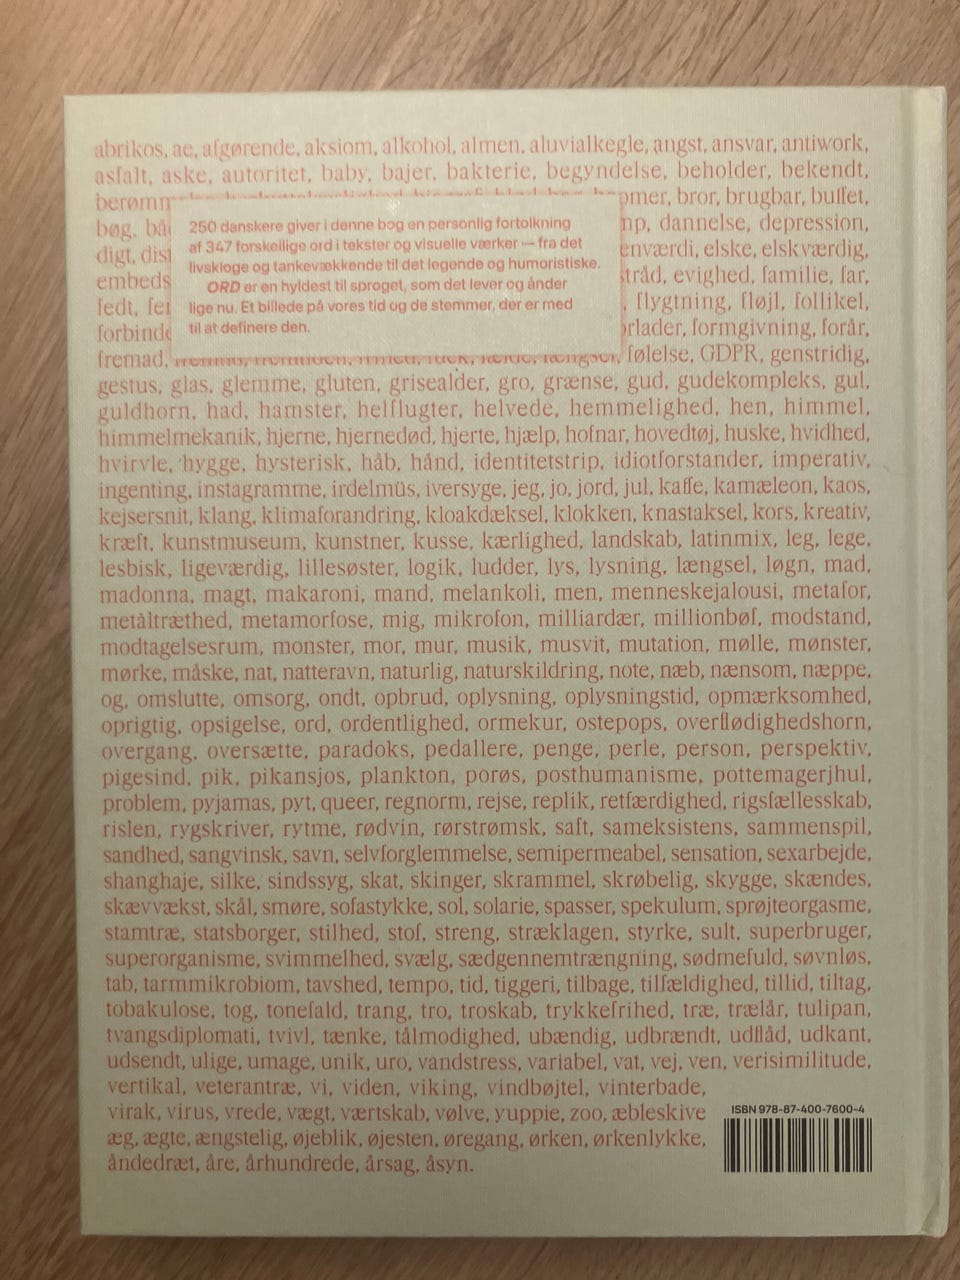 abrikos, ae, afgørende, aksiom, alkohol, almen, aluvialkegle, angst, ansvar, antiwork,
asfalt, aske, autoritet, baby, bajer, bakterie, begyndelse, beholder, bekendt,
bror, brugbar, buffet,
bøg, dannelse, depression,
digt, elske, elskværdig,
evighed, familie, far,
fedt, flygtning, fløjl, follikel,
formgivning, forår,
fremad, følelse, GDPR, genstridig,
250 danskere giver i denne bog en personlig fortolkning
af 347 forskellige ord i tekster og visuelle værker — fra det
livskloge og tankevækkende til det legende og humoristiske.
ORD er en hyldest til sproget, som det lever og ånder
lige nu. Et billede på vores tid og de stemmer, der er med
til at definere den.
gestus, glas, glemme, gluten, grisealder, gro, grænse, gud, gudekompleks, gul,
guldhorn, had, hamster, helflugter, helvede, hemmelighed, hen, himmel,
himmelmekanik, hjerne, hjernedød, hjerte, hjælp, hofnar, hovedtøj, huske, hvidhed,
hvirvle, hygge, hysterisk, håb, hånd, identitetstrip, idiotforstander, imperativ,
ingenting, instagramme, irdelmüs, iversyge, jeg, jo, jord, jul, kaffe, kamæleon, kaos,
kejsersnit, klang, klimaforandring, kloakdæksel, klokken, knastaksel, kors, kreativ,
kræft, kunstmuseum, kunstner, kusse, kærlighed, landskab, latinmix, leg, lege,
lesbisk, ligeværdig, lillesøster, logik, ludder, lys, lysning, længsel, løgn, mad,
madonna, magt, makaroni, mand, melankoli, men, menneskejalousi, metafor,
metåltræthed, metamorfose, mig, mikrofon, milliardær, millionbøf, modstand,
modtagelsesrum, monster, mor, mur, musik, musvit, mutation, mølle, mønster,
mørke, måske, nat, natteravn, naturlig, naturskildring, note, næb, nænsom, næppe,
og, omslutte, omsorg, ondt, opbrud, oplysning, oplysningstid, opmærksomhed,
oprigtig, opsigelse, ord, ordentlighed, ormekur, ostepops, overflødighedshorn,
overgang, oversætte, paradoks, pedallere, penge, perle, person, perspektiv,
pigesind, pik, pikansjos, plankton, porøs, posthumanisme, pottemagerjhul,
problem, pyjamas, pyt, queer, regnorm, rejse, replik, retfærdighed, rigsfællesskab,
rislen, rygskriver, rytme, rødvin, rørstrømsk, saft, sameksistens, sammenspil,
sandhed, sangvinsk, savn, selvforglemmelse, semipermeabel, sensation, sexarbejde,
shanghaje, silke, sindssyg, skat, skinger, skrammel, skrøbelig, skygge, skændes,
skævvækst, skål, smøre, sofastykke, sol, solarie, spasser, spekulum, sprøjteorgasme,
stamtræ, statsborger, stilhed, stof, streng, stræklagen, styrke, sult, superbruger,
superorganisme, svimmelhed, svælg, sædgennemtrængning, sødmefuld, søvnløs,
tab, tarmmikrobiom, tavshed, tempo, tid, tiggeri, tilbage, tilfældighed, tillid, tiltag,
tobakulose, tog, tonefald, trang, tro, troskab, trykkefrihed, træ, trælår, tulipan,
tvangsdiplomati, tvivl, tænke, tålmodighed, ubændig, udbrændt, udflåd, udkant,
udsendt, ulige, umage, unik, uro, vandstress, variabel, vat, vej, ven, verisimilitude,
vertikal, veterantræ, vi, viden, viking, vindbøjtel, vinterbade,
virak, virus, vrede, vægt, værtskab, vølve, yuppie, zoo, æbleskive
æg, ægte, ængstelig, øjeblik, øjesten, øregang, ørken, ørkenlykke,
åndedræt, åre, århundrede, årsag, åsyn.
ISBN 978-87-400-7600-4